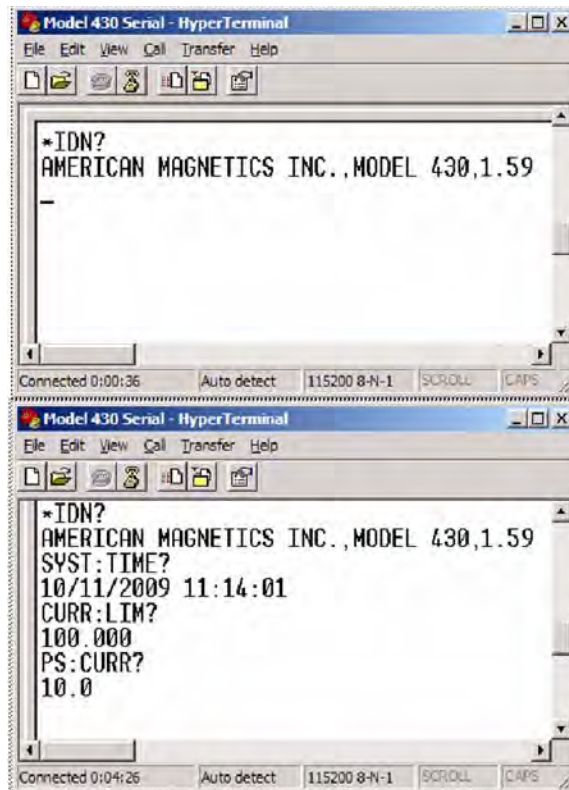 Model 430 Serial - HyperTerminal
File Edit View Call Transfer Help
*IDN?
AMERICAN MAGNETICS INC.,MODEL 430,1.59
Connected 0:00:36 Auto detect 115200 8-N-1 SCROLL CAPS
Model 430 Serial - HyperTerminal
File Edit View Call Transfer Help
*IDN?
AMERICAN MAGNETICS INC.,MODEL 430,1.59
SYST:TIME?
10/11/2009 11:14:01
CURR:LIM?
100.000
PS:CURR?
10.0
Connected 0:04:26 Auto detect 115200 8-N-1 SCROLL CAPS